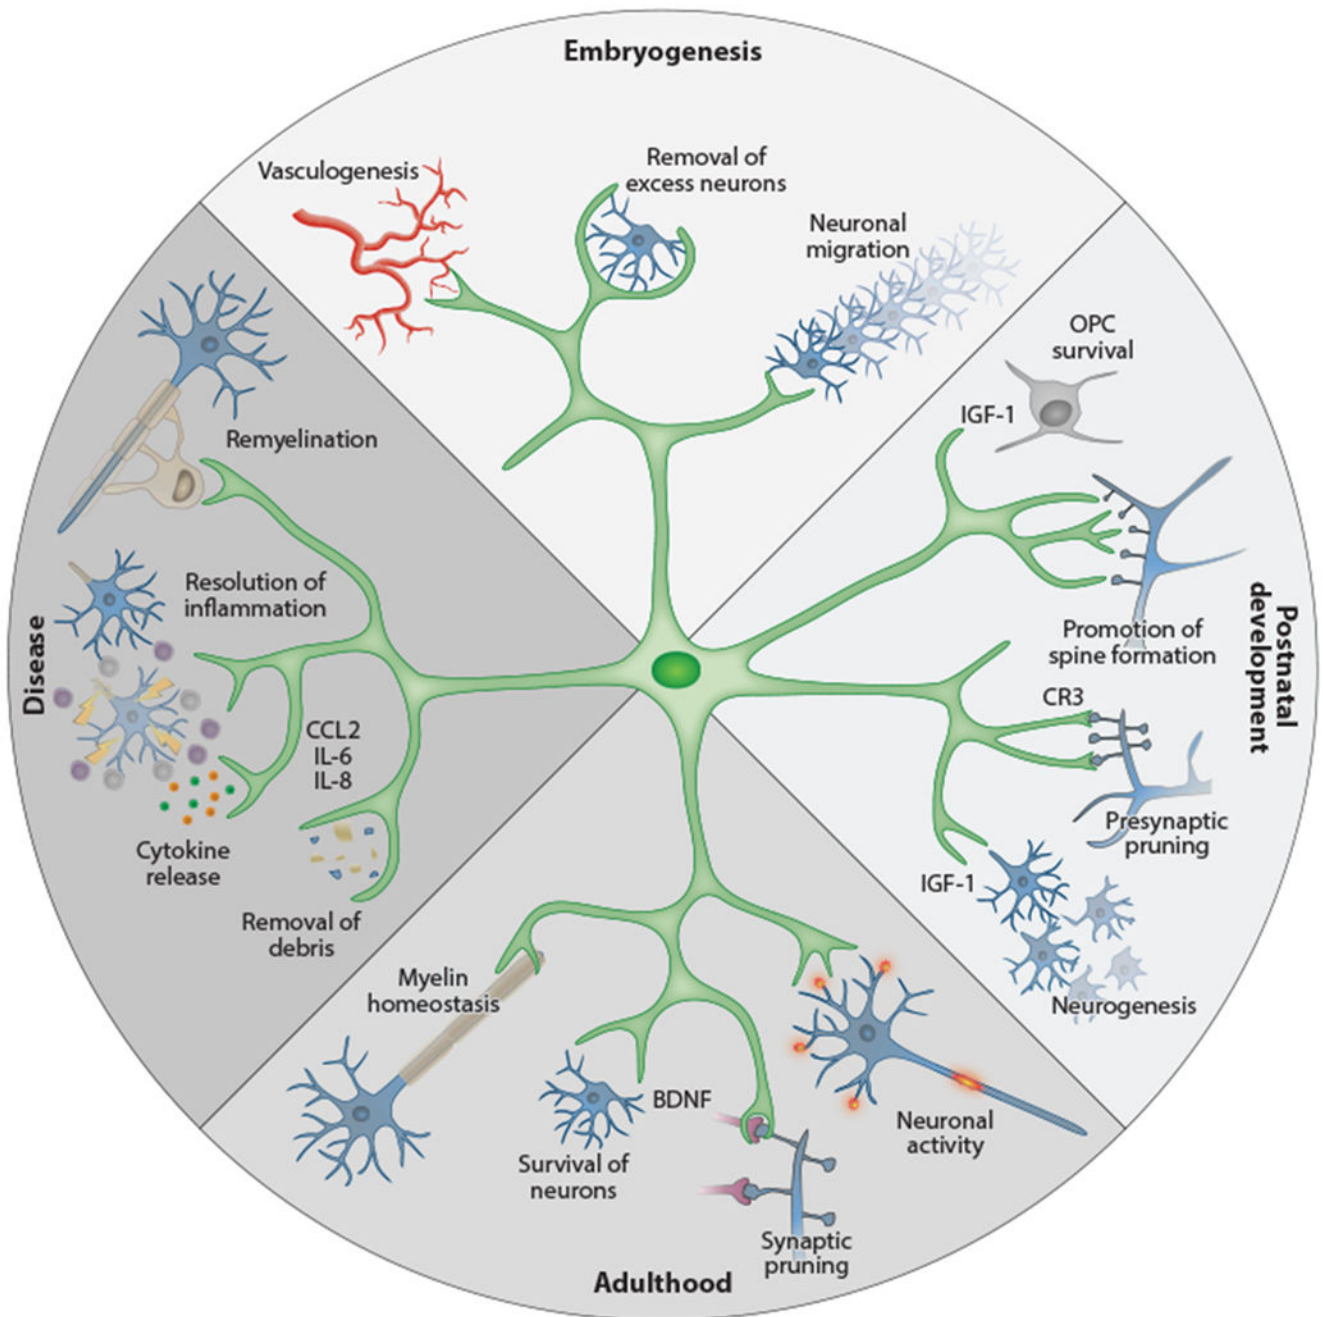 Embryogenesis
Vasculogenesis
Removal of
excess neurons
Neuronal
migration
OPC
survival
IGF-1
Promotion of
spine formation
CR3
Presynaptic
pruning
IGF-1
Neurogenesis
Postnatal
development
Neuronal
activity
BDNF
Synaptic
pruning
Survival of
neurons
Myelin
homeostasis
Adulthood
Remyelination
Resolution of
inflammation
CCL2
IL-6
IL-8
Cytokine
release
Removal of
debris
Disease